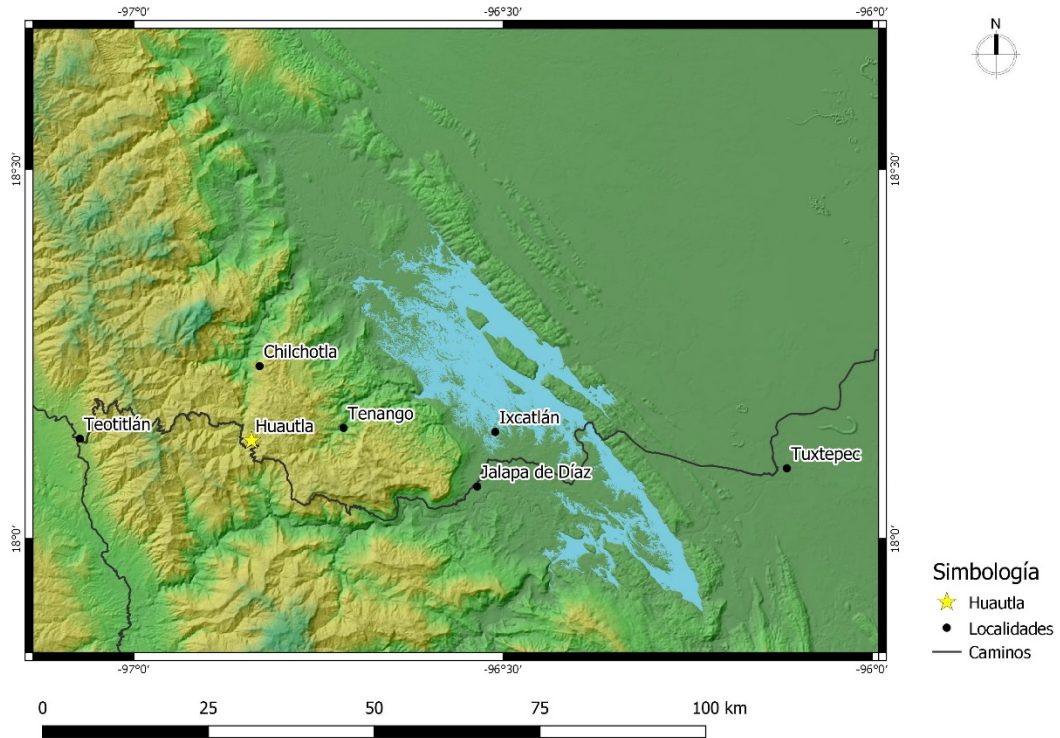 -97°0′ -96°30′ -96°0′
N
18°30′ 18°30′
Chilchotla
Teotitlán
Huautla
Tenango
Ixcatlán
Tuxtepec
Jalapa de Díaz
18°0′ 18°0′
-97°0′ -96°30′ -96°0′
Simbología
Huautla
Localidades
Caminos
0 25 50 75 100 km